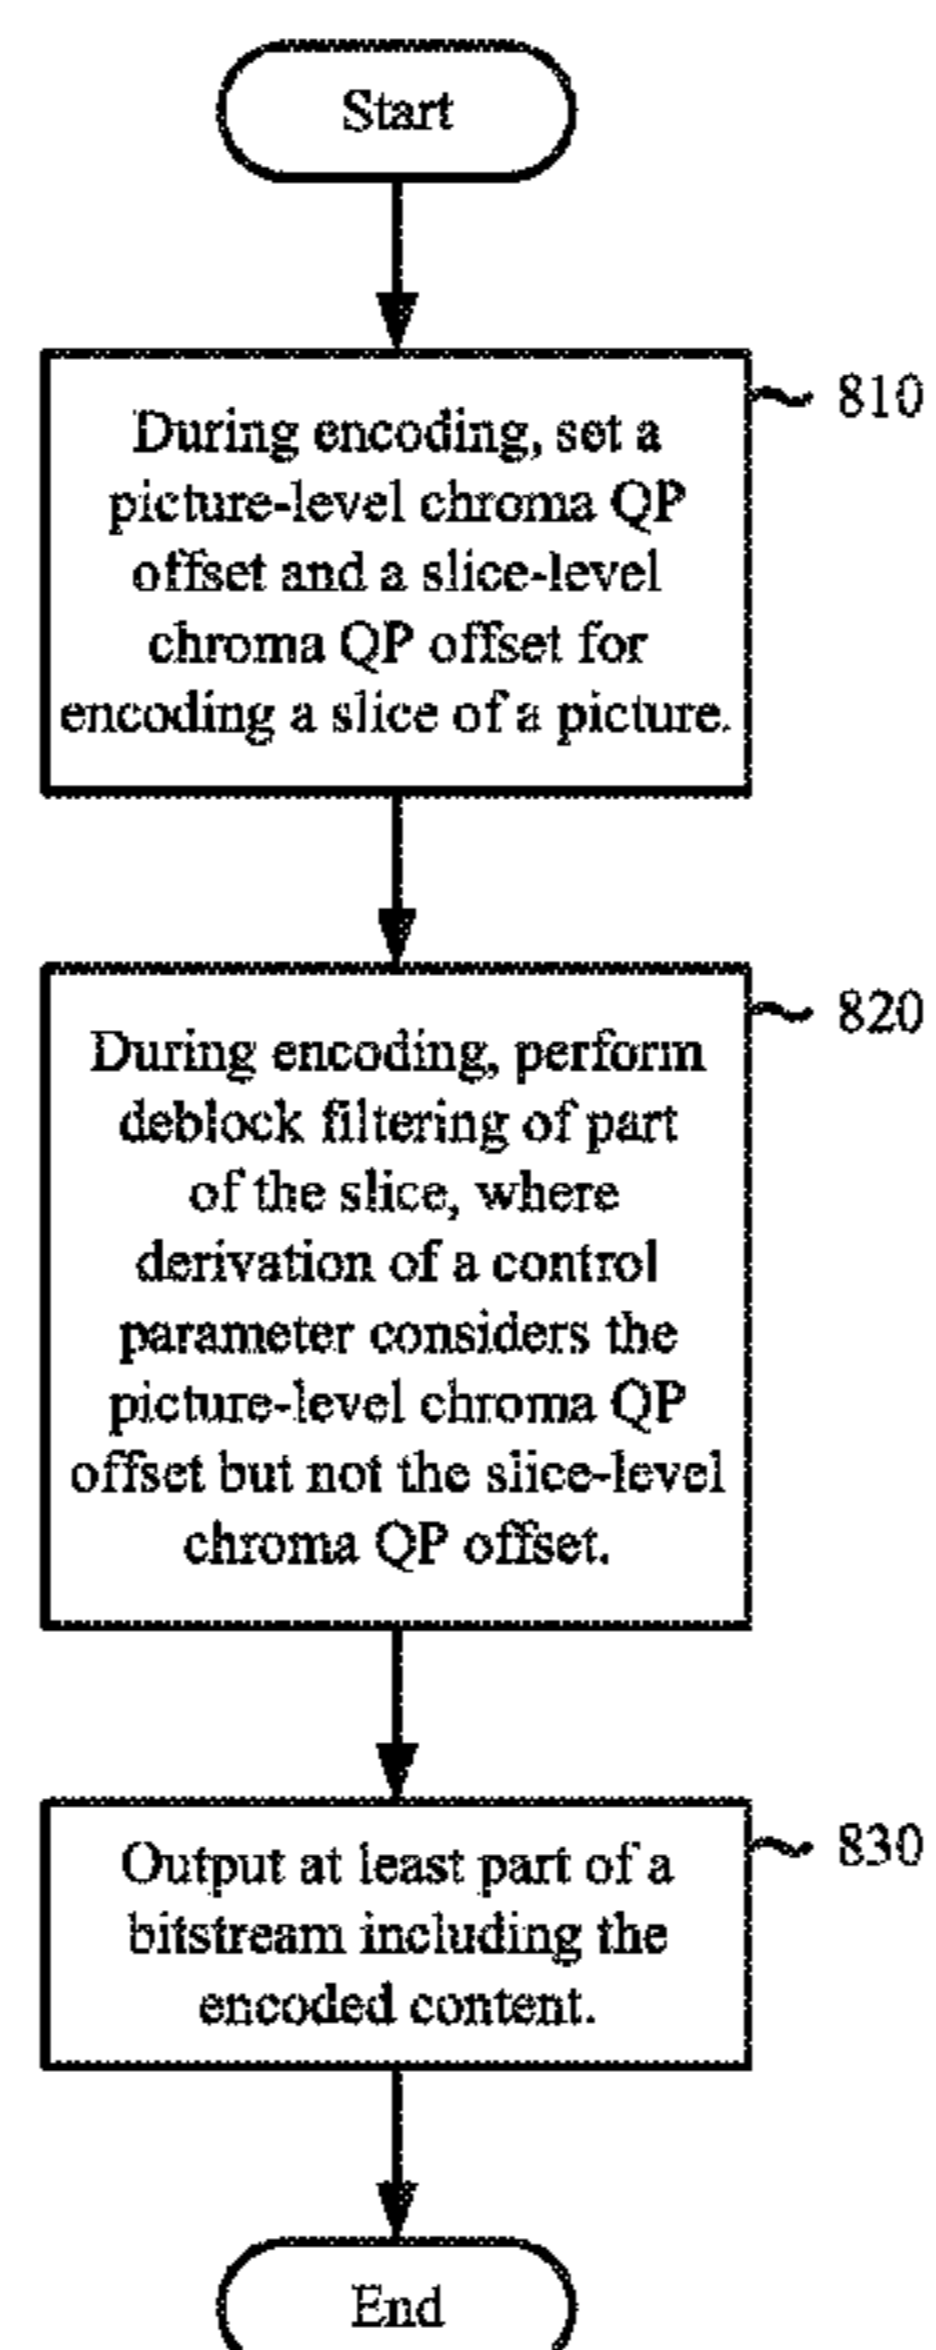 Start
During encoding, set a
picture-level chroma QP
offset and a slice-level
chroma QP offset for
encoding a slice of a picture.
810
During encoding, perform
deblock filtering of part
of the slice, where
derivation of a control
parameter considers the
picture-level chroma QP
offset but not the slice-level
chroma QP offset.
820
Output at least part of a
bitstream including the
encoded content.
830
End